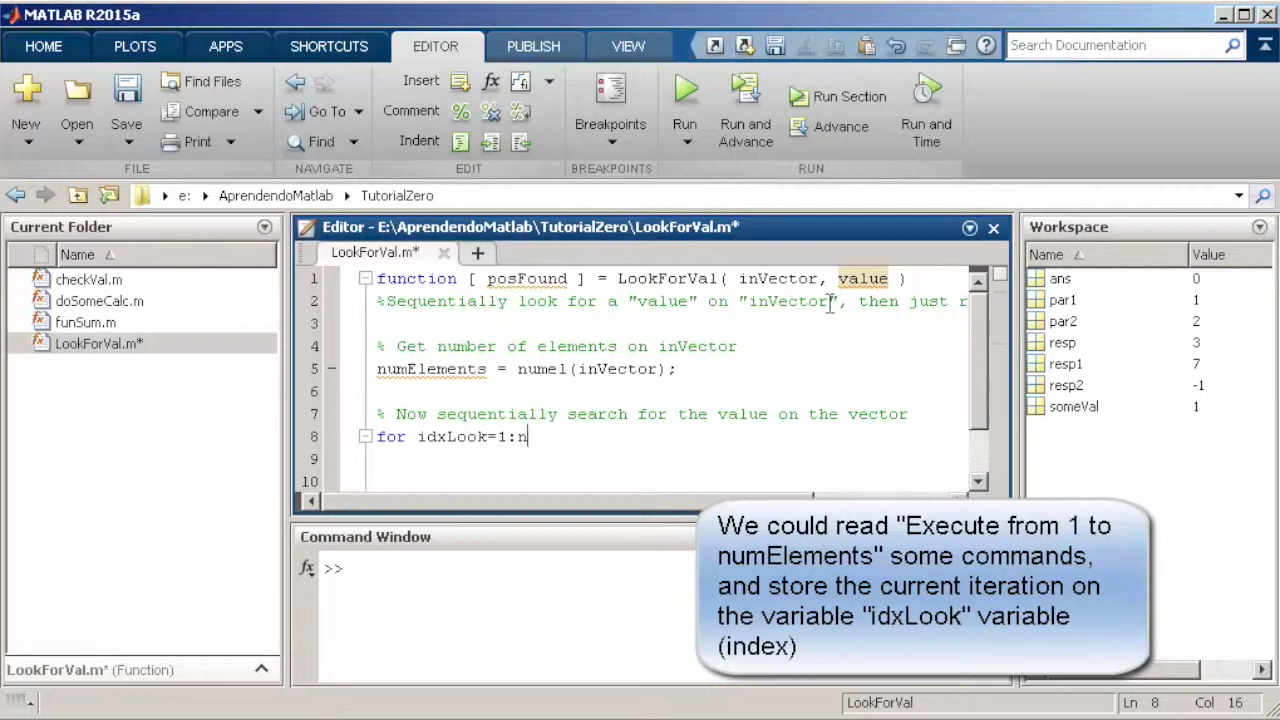 MATLAB R2015a
HOME PLOTS APPS SHORTCUTS EDITOR PUBLISH VIEW Search Documentation
New Open Save Find Files Compare Print
Insert Comment Indent
Go To Find
Breakpoints Run Run and Advance Run Section Advance Run and Time
FILE NAVIGATE EDIT BREAKPOINTS RUN
e: AprendendoMatlab TutorialZero
Current Folder
Name
checkVal.m
doSomeCalc.m
funSum.m
LookForVal.m*
LookForVal.m* (Function)
Editor - E:\AprendendoMatlab\TutorialZero\LookForVal.m*
LookForVal.m* +
1 function [ posFound ] = LookForVal( inVector, value )
2 %Sequentially look for a "value" on "inVector", then just r
3
4 % Get number of elements on inVector
5 numElements = numel(inVector);
6
7 % Now sequentially search for the value on the vector
8 for idxLook=1:n
9
10
Command Window
fx >>
Workspace
Name Value
ans 0
par1 1
par2 2
resp 3
resp1 7
resp2 -1
someVal 1
We could read "Execute from 1 to
numElements" some commands,
and store the current iteration on
the variable "idxLook" variable
(index)
LookForVal Ln 8 Col 16